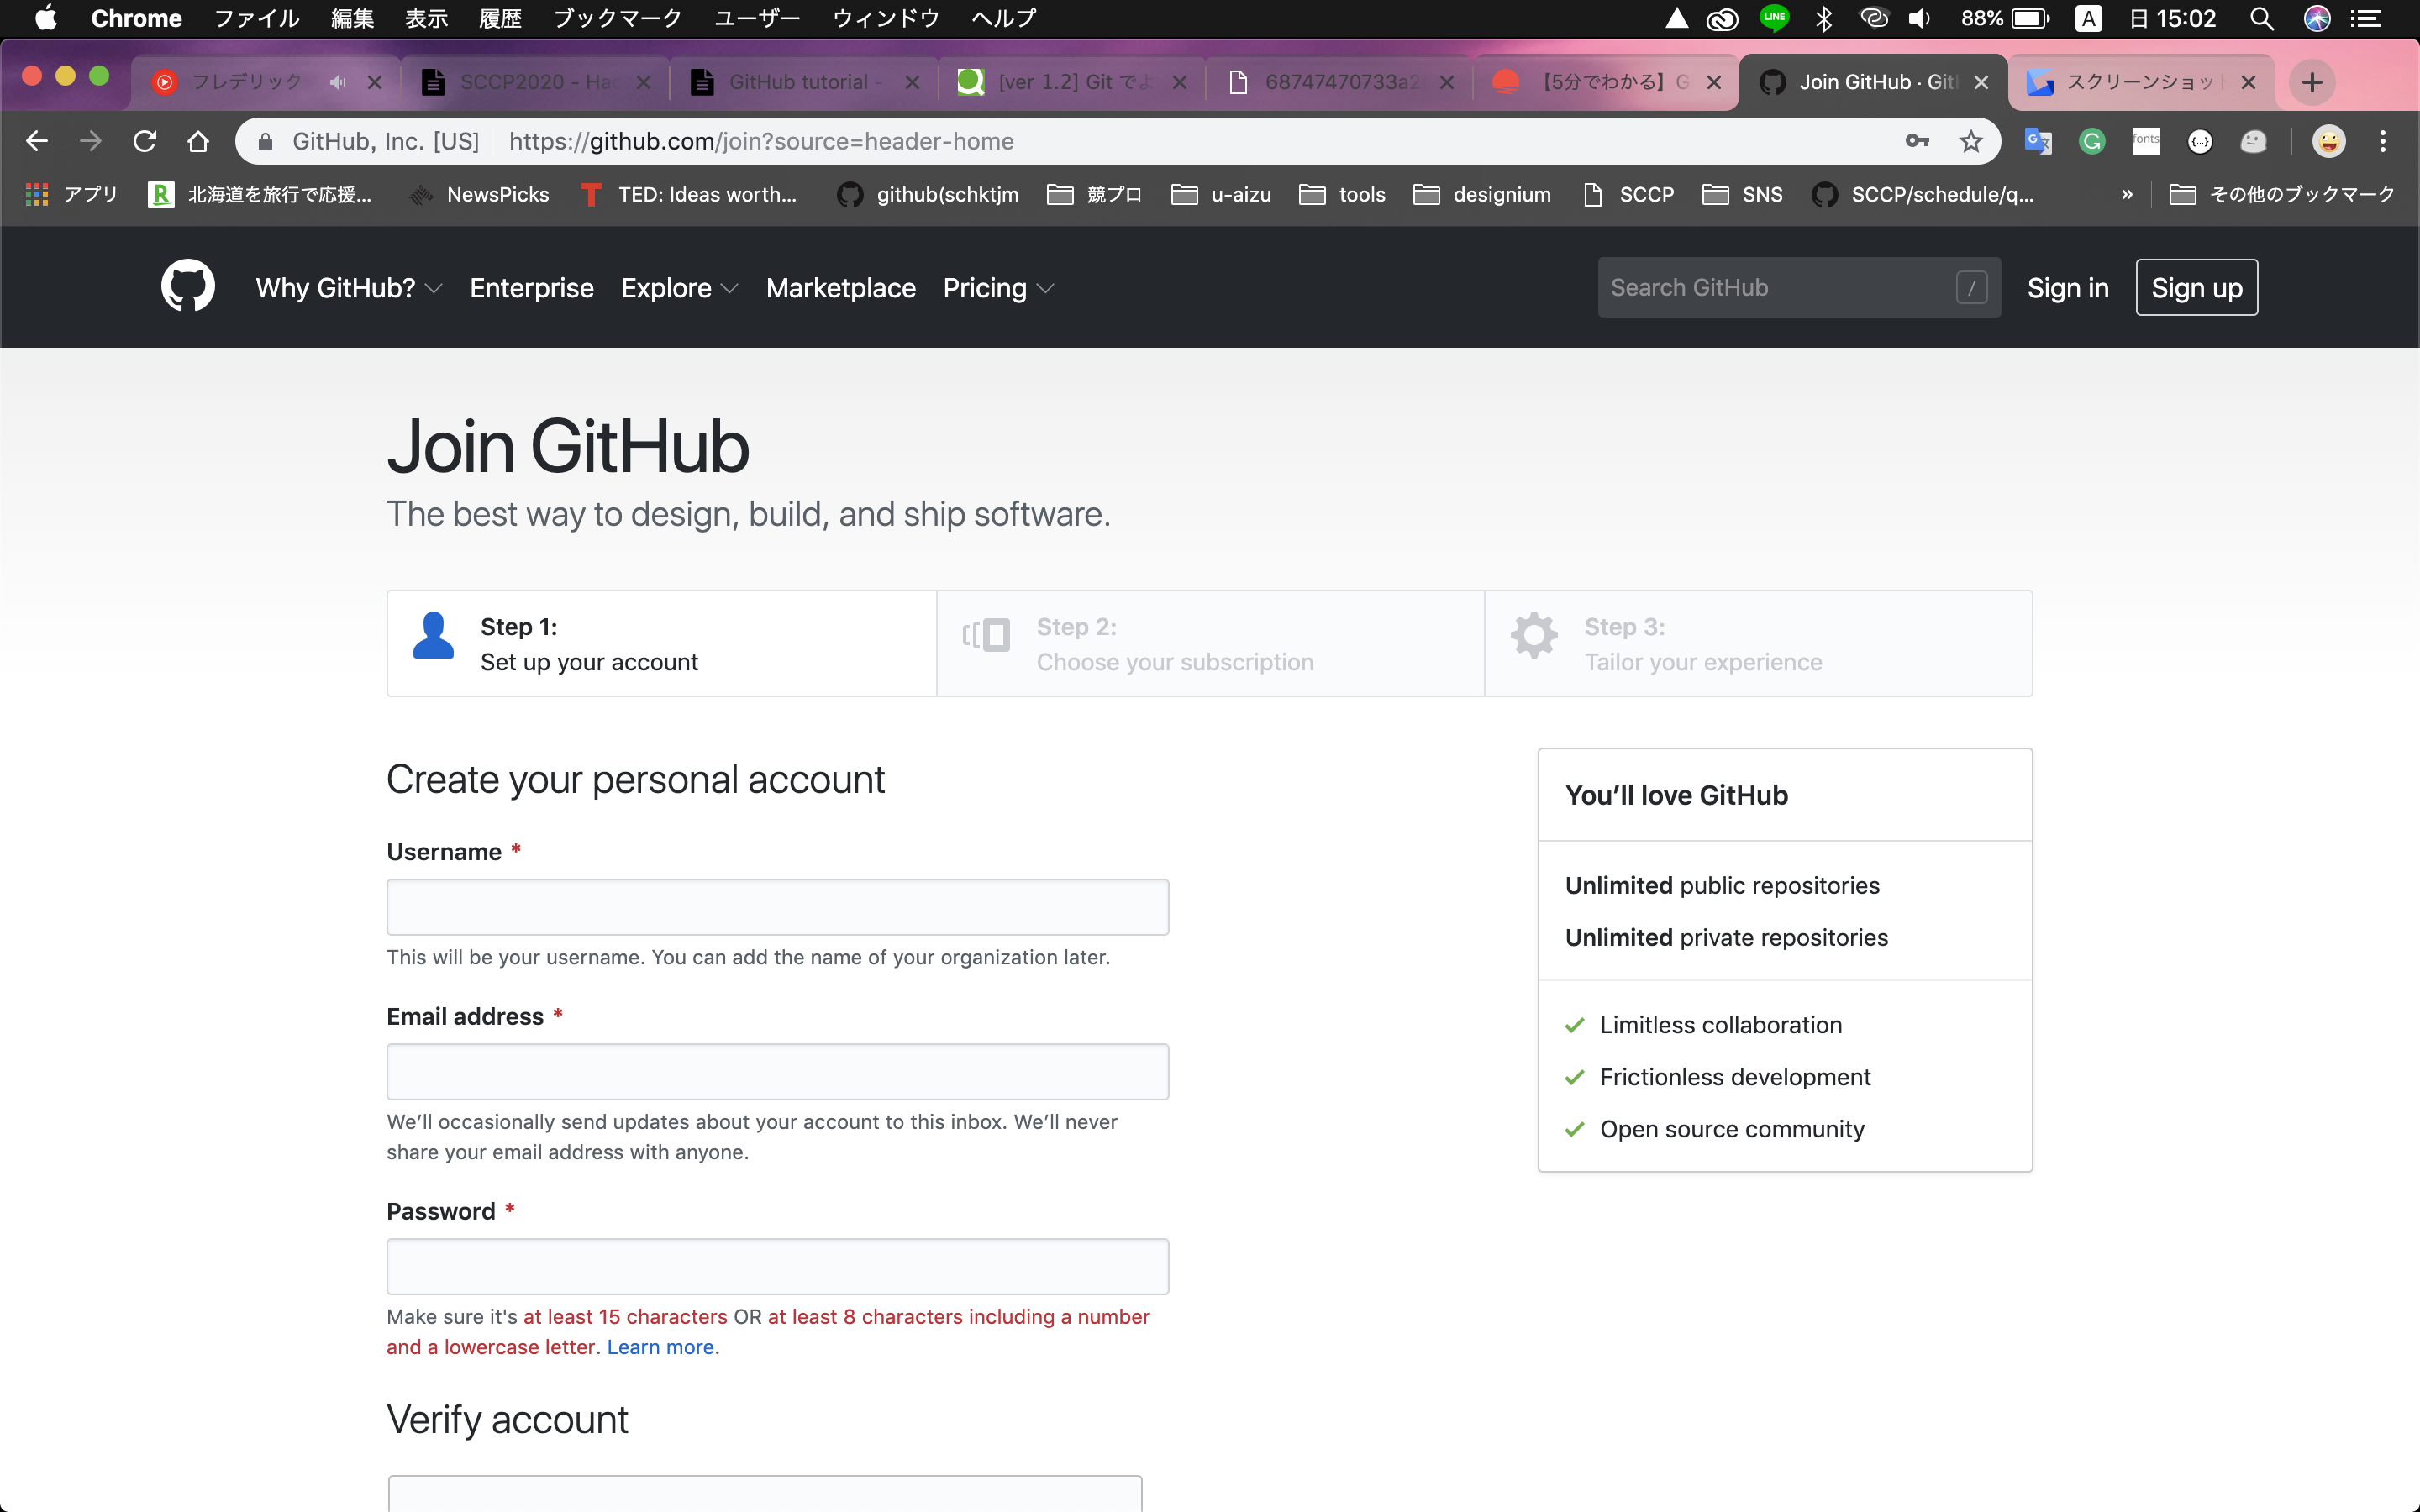 Chrome ファイル 編集 表示 履歴 ブックマーク ユーザー ウィンドウ ヘルプ LINE 88% A 日 15:02
フレデリック SCCP2020 - Hac GitHub tutorial - [ver 1.2] Git でよ 68747470733a2 【5分でわかる】G Join GitHub · Git スクリーンショット
GitHub, Inc. [US] https://github.com/join?source=header-home fonts
アプリ 北海道を旅行で応援... NewsPicks TED: Ideas worth... github(schktjm 競プロ u-aizu tools designium SCCP SNS SCCP/schedule/q... » その他のブックマーク
Why GitHub? Enterprise Explore Marketplace Pricing Search GitHub / Sign in Sign up
Join GitHub
The best way to design, build, and ship software.
Step 1:
Set up your account
Step 2:
Choose your subscription
Step 3:
Tailor your experience
Create your personal account
Username *
This will be your username. You can add the name of your organization later.
Email address *
We’ll occasionally send updates about your account to this inbox. We’ll never
share your email address with anyone.
Password *
Make sure it's at least 15 characters OR at least 8 characters including a number
and a lowercase letter. Learn more.
Verify account
You’ll love GitHub
Unlimited public repositories
Unlimited private repositories
Limitless collaboration
Frictionless development
Open source community